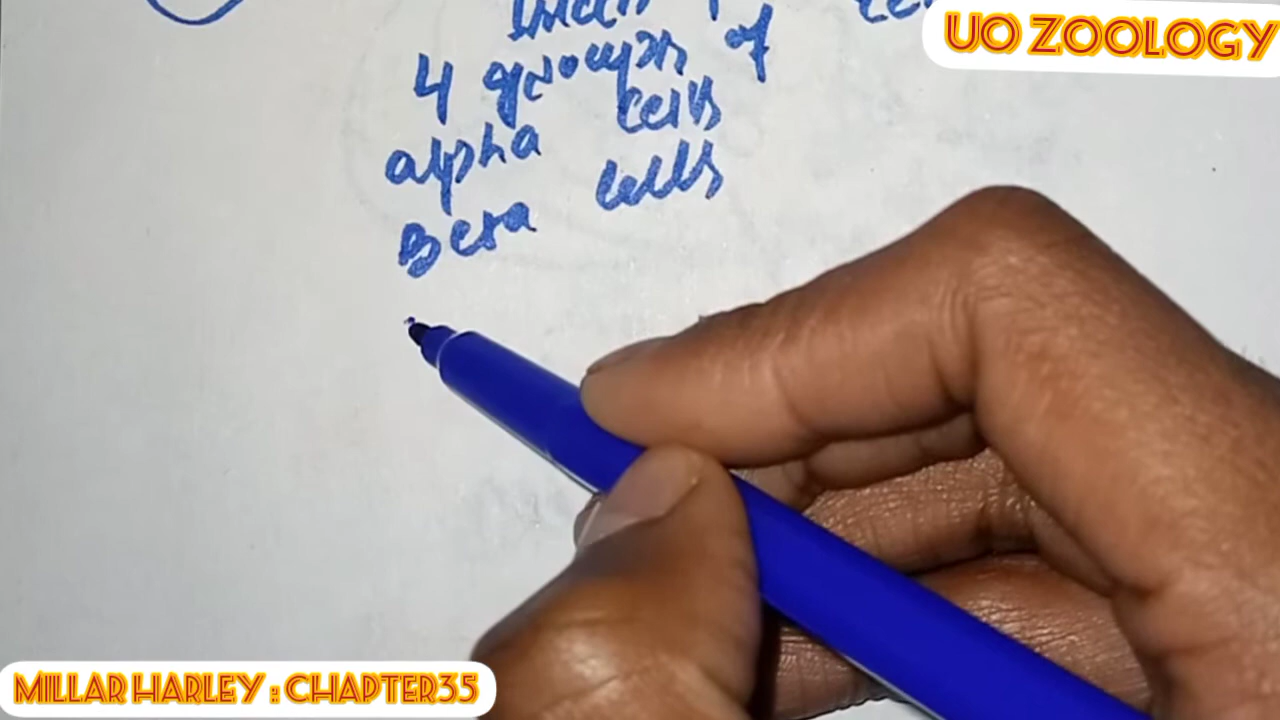 UO ZOOLOGY
4 groups of
alpha cells
Beta cells
MILLAR HARLEY : CHAPTER35